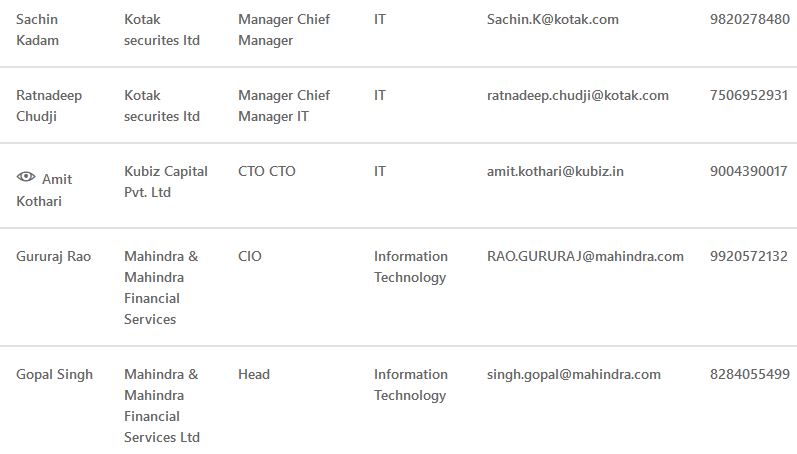 Sachin Kadam Kotak securites ltd Manager Chief Manager IT Sachin.K@kotak.com 9820278480
Ratnadeep Chudji Kotak securites ltd Manager Chief Manager IT IT ratnadeep.chudji@kotak.com 7506952931
Amit Kothari Kubiz Capital Pvt. Ltd CTO CTO IT amit.kothari@kubiz.in 9004390017
Gururaj Rao Mahindra & Mahindra Financial Services CIO Information Technology RAO.GURURAJ@mahindra.com 9920572132
Gopal Singh Mahindra & Mahindra Financial Services Ltd Head Information Technology singh.gopal@mahindra.com 8284055499